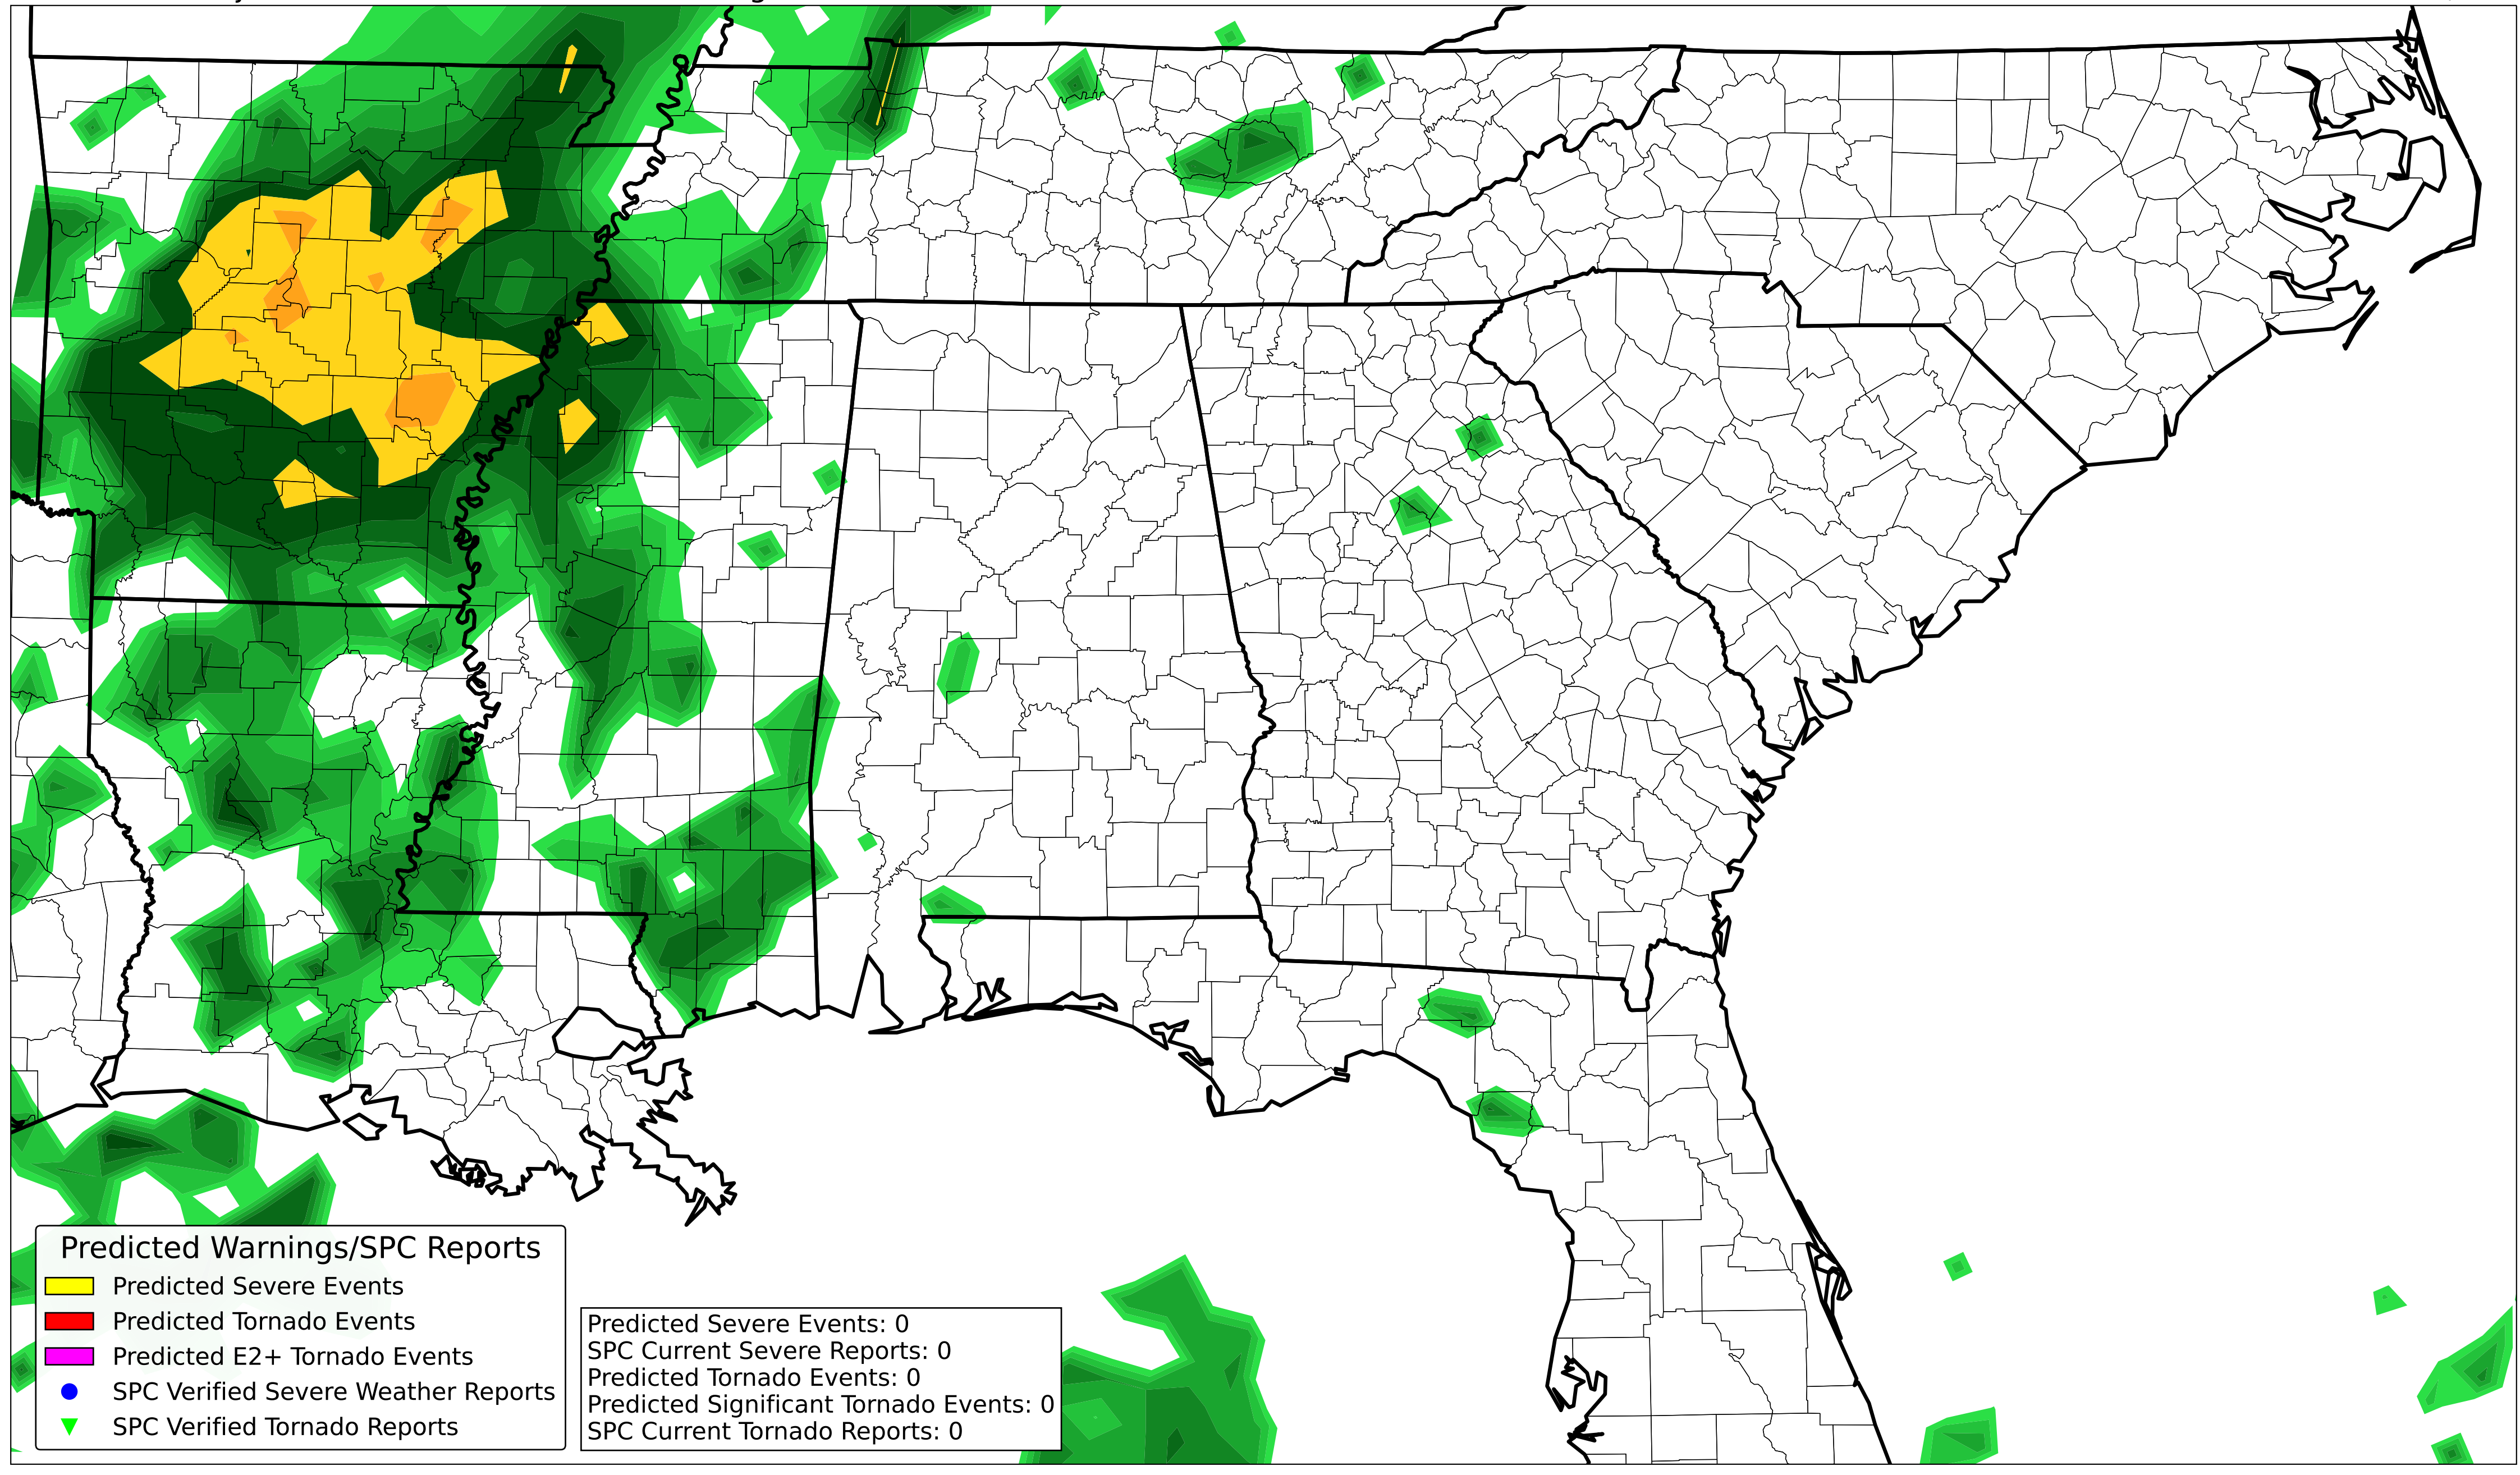 Predicted Warnings/SPC Reports
Predicted Severe Events
Predicted Tornado Events
Predicted E2+ Tornado Events
SPC Verified Severe Weather Reports
SPC Verified Tornado Reports
Predicted Severe Events: 0
SPC Current Severe Reports: 0
Predicted Tornado Events: 0
Predicted Significant Tornado Events: 0
SPC Current Tornado Reports: 0